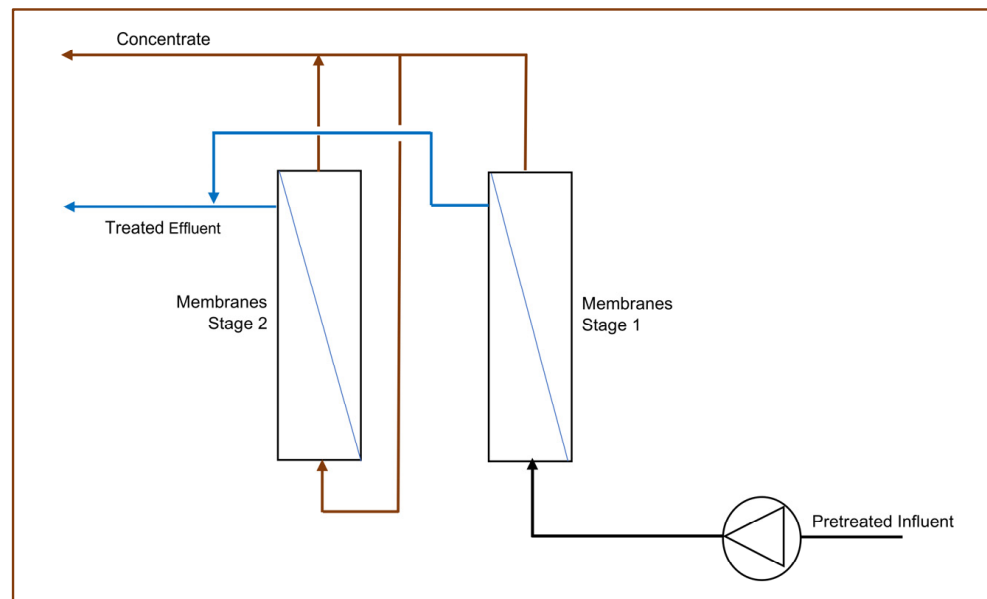 Concentrate
Treated Effluent
Membranes
Stage 2
Membranes
Stage 1
Pretreated Influent